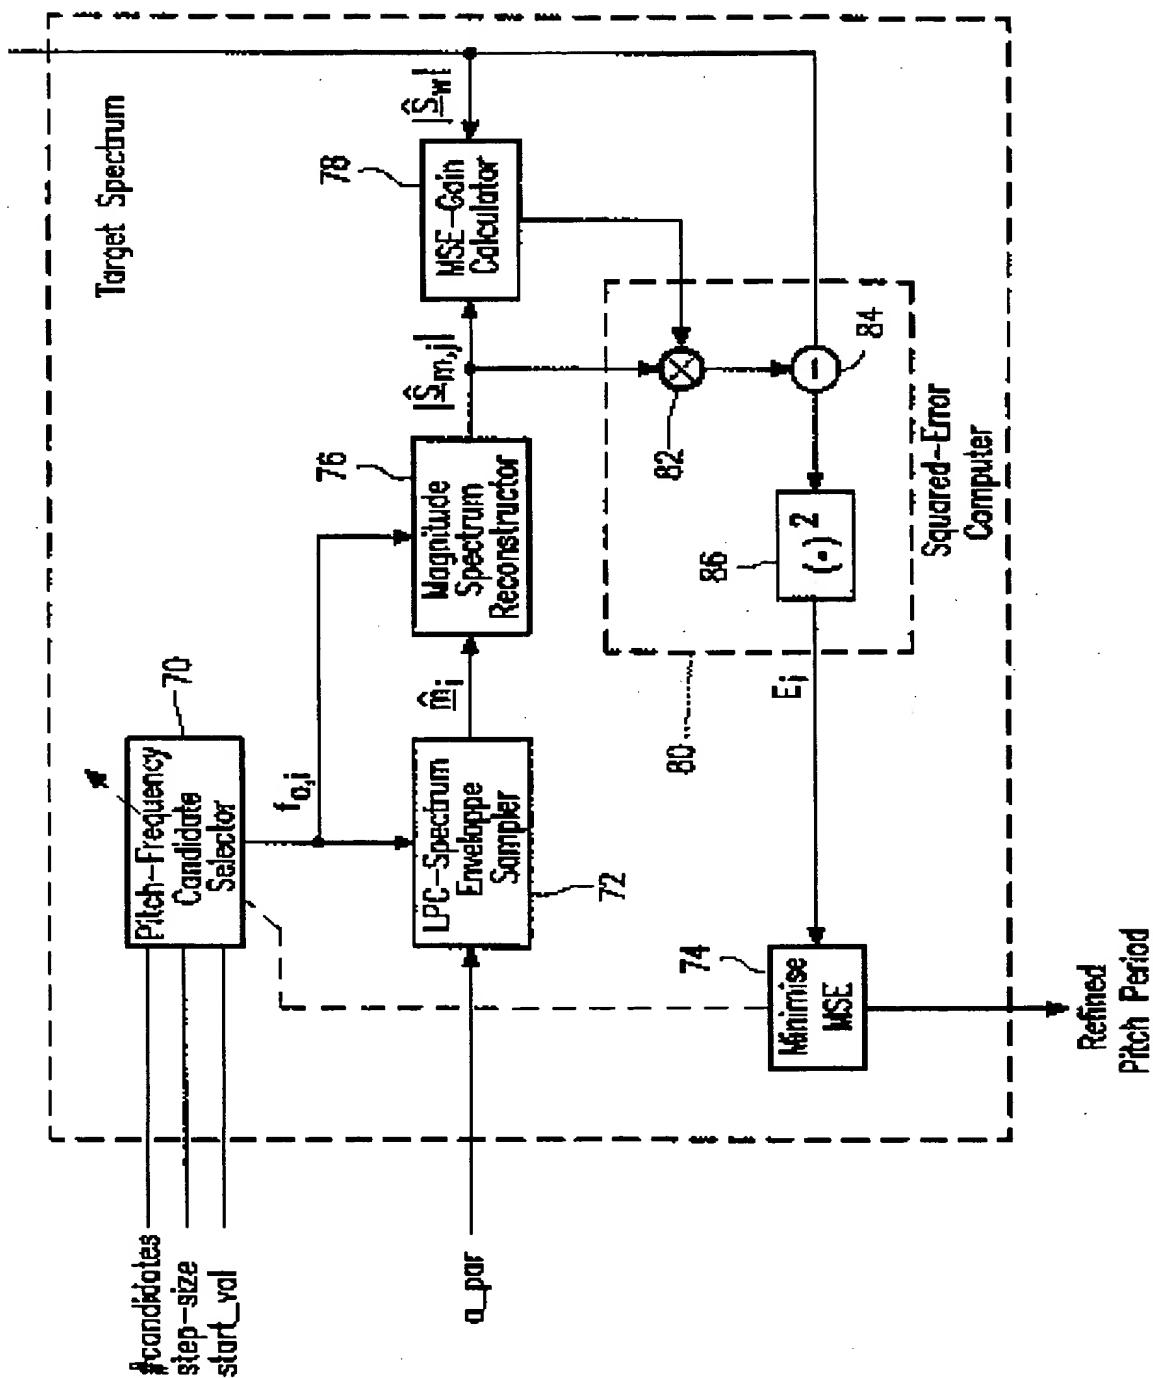 #candidates
step-size
start_val
a_par
Pitch-Frequency
Candidate
Selector
70
f0,i
LPC-Spectrum
Enveloppe
Sampler
72
m̂i
Magnitude
Spectrum
Reconstructor
76
|Ŝm,i|
MSE-Gain
Calculator
78
|Ŝw|
Target Spectrum
82
84
86
(·)2
Squared-Error
Computer
80
Ei
Minimise
MSE
74
Refined
Pitch Period